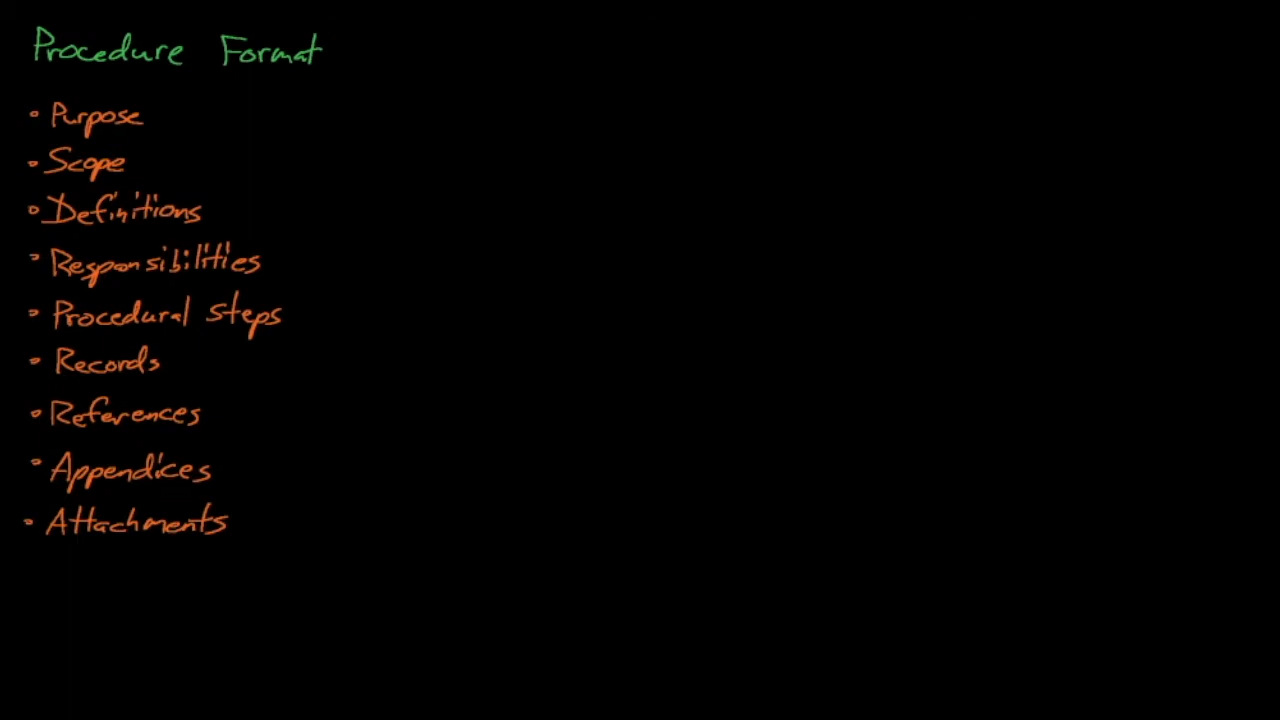 Procedure Format
• Purpose
• Scope
• Definitions
• Responsibilities
• Procedural Steps
• Records
• References
• Appendices
• Attachments